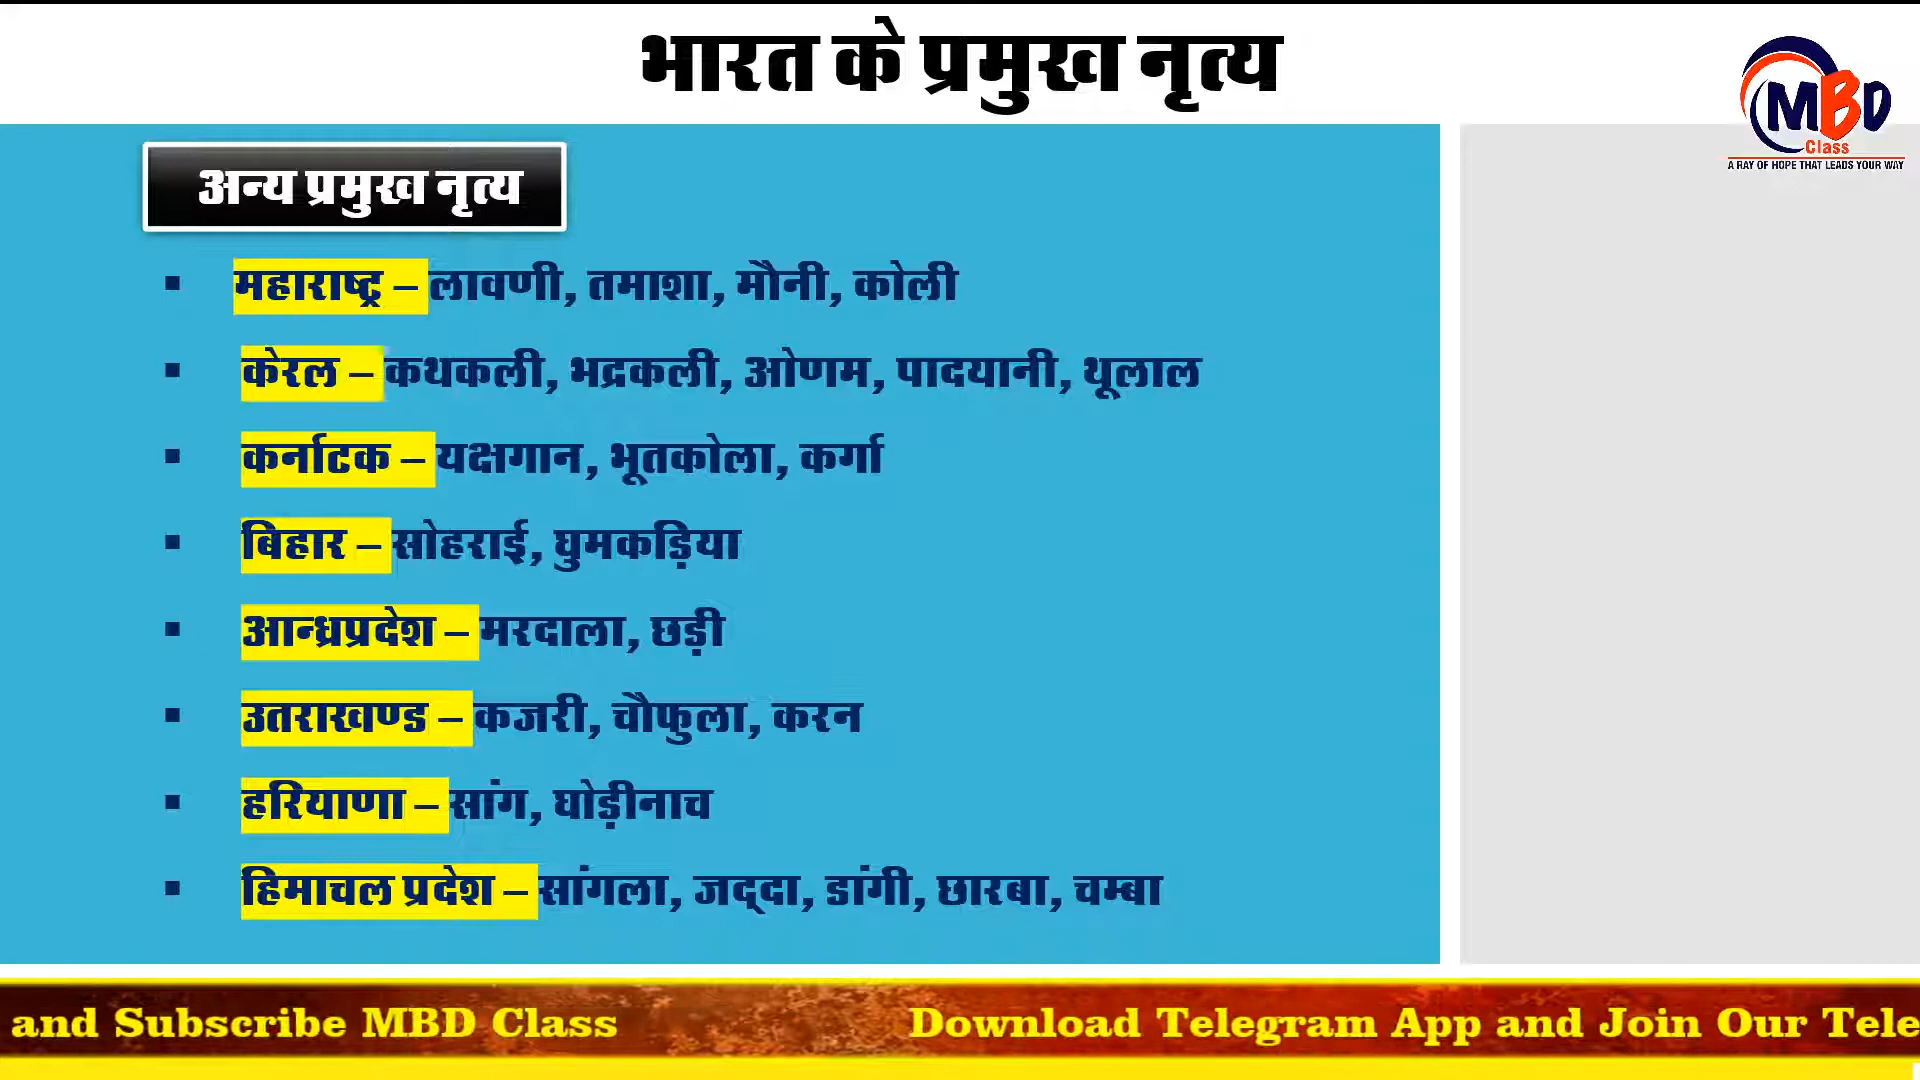 भारत के प्रमुख नृत्य
MBD
Class
A RAY OF HOPE THAT LEADS YOUR WAY
अन्य प्रमुख नृत्य
▪ महाराष्ट्र – लावणी, तमाशा, मौनी, कोली
▪ केरल – कथकली, भद्रकली, ओणम, पादयानी, थूलाल
▪ कर्नाटक – यक्षगान, भूतकोला, कर्गा
▪ बिहार – सोहराई, घुमकड़िया
▪ आन्ध्रप्रदेश – मरदाला, छड़ी
▪ उतराखण्ड – कजरी, चौफुला, करन
▪ हरियाणा – सांग, घोड़ीनाच
▪ हिमाचल प्रदेश – सांगला, जद्दा, डांगी, छारबा, चम्बा
and Subscribe MBD Class Download Telegram App and Join Our Tele